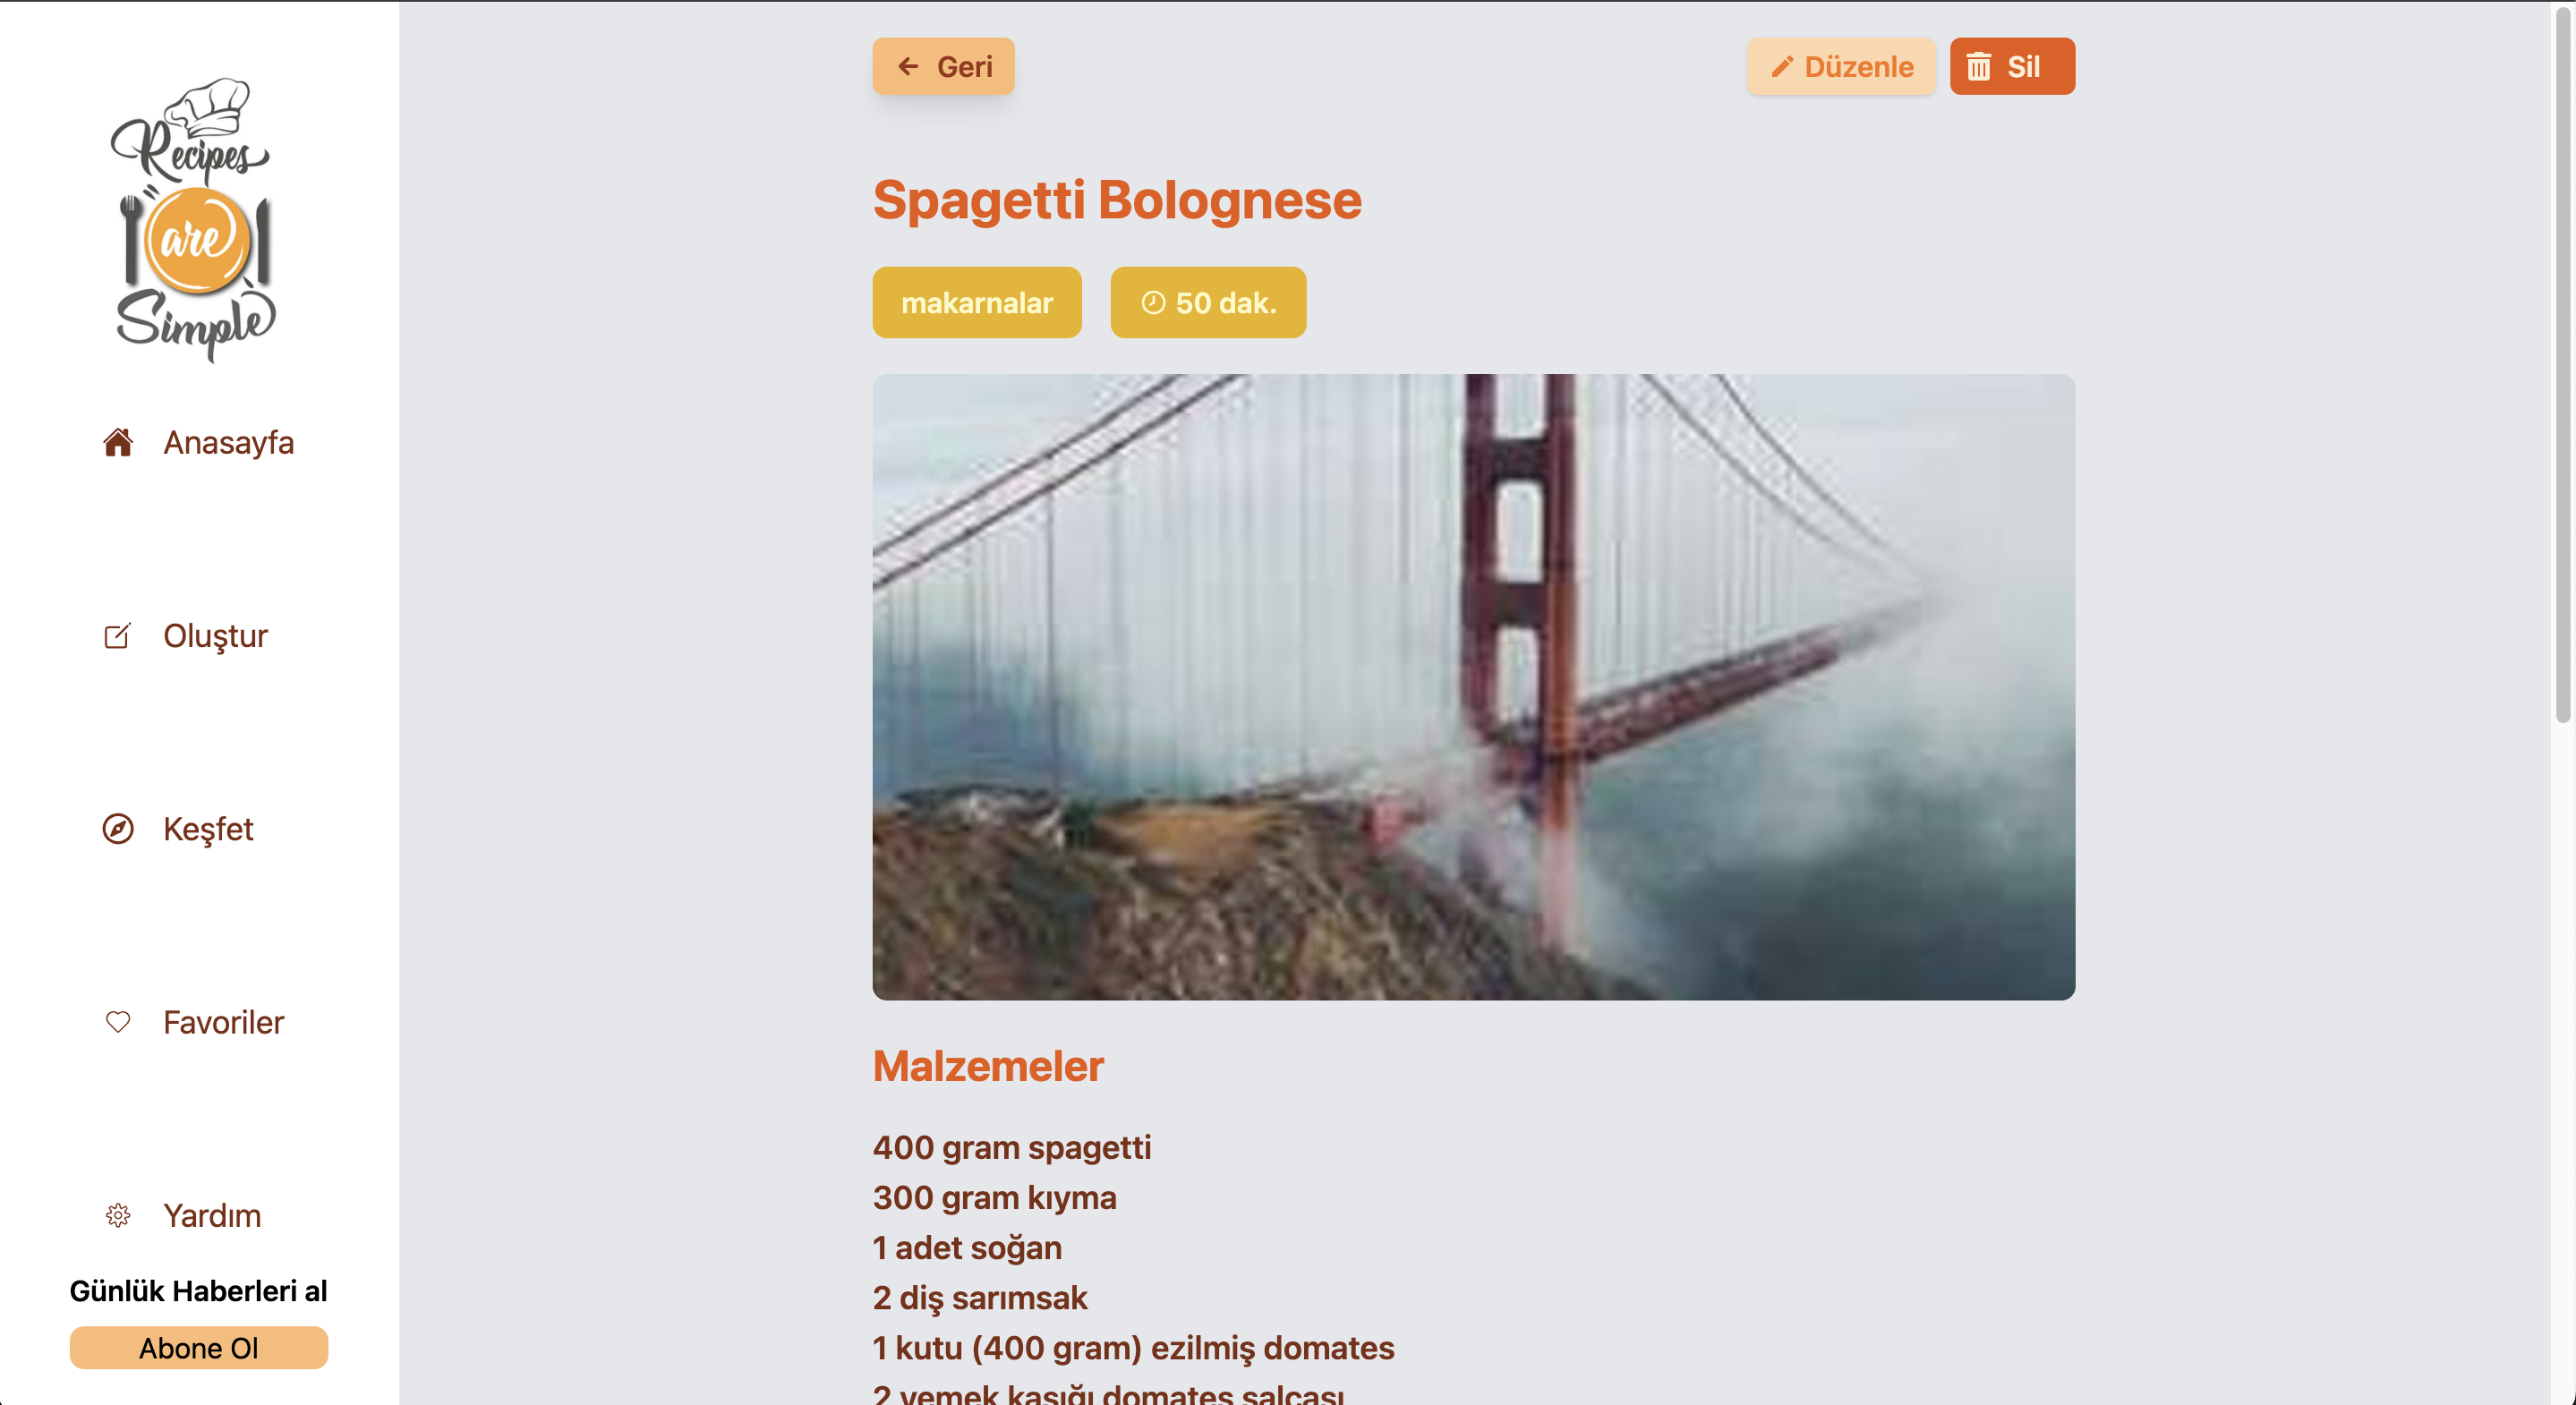 Recipes
are
Simple
Anasayfa
Oluştur
Keşfet
Favoriler
Yardım
Günlük Haberleri al
Abone Ol
Geri
Düzenle
Sil
Spagetti Bolognese
makarnalar
50 dak.
Malzemeler
400 gram spagetti
300 gram kıyma
1 adet soğan
2 diş sarımsak
1 kutu (400 gram) ezilmiş domates
2 yemek kaşığı domates salçası